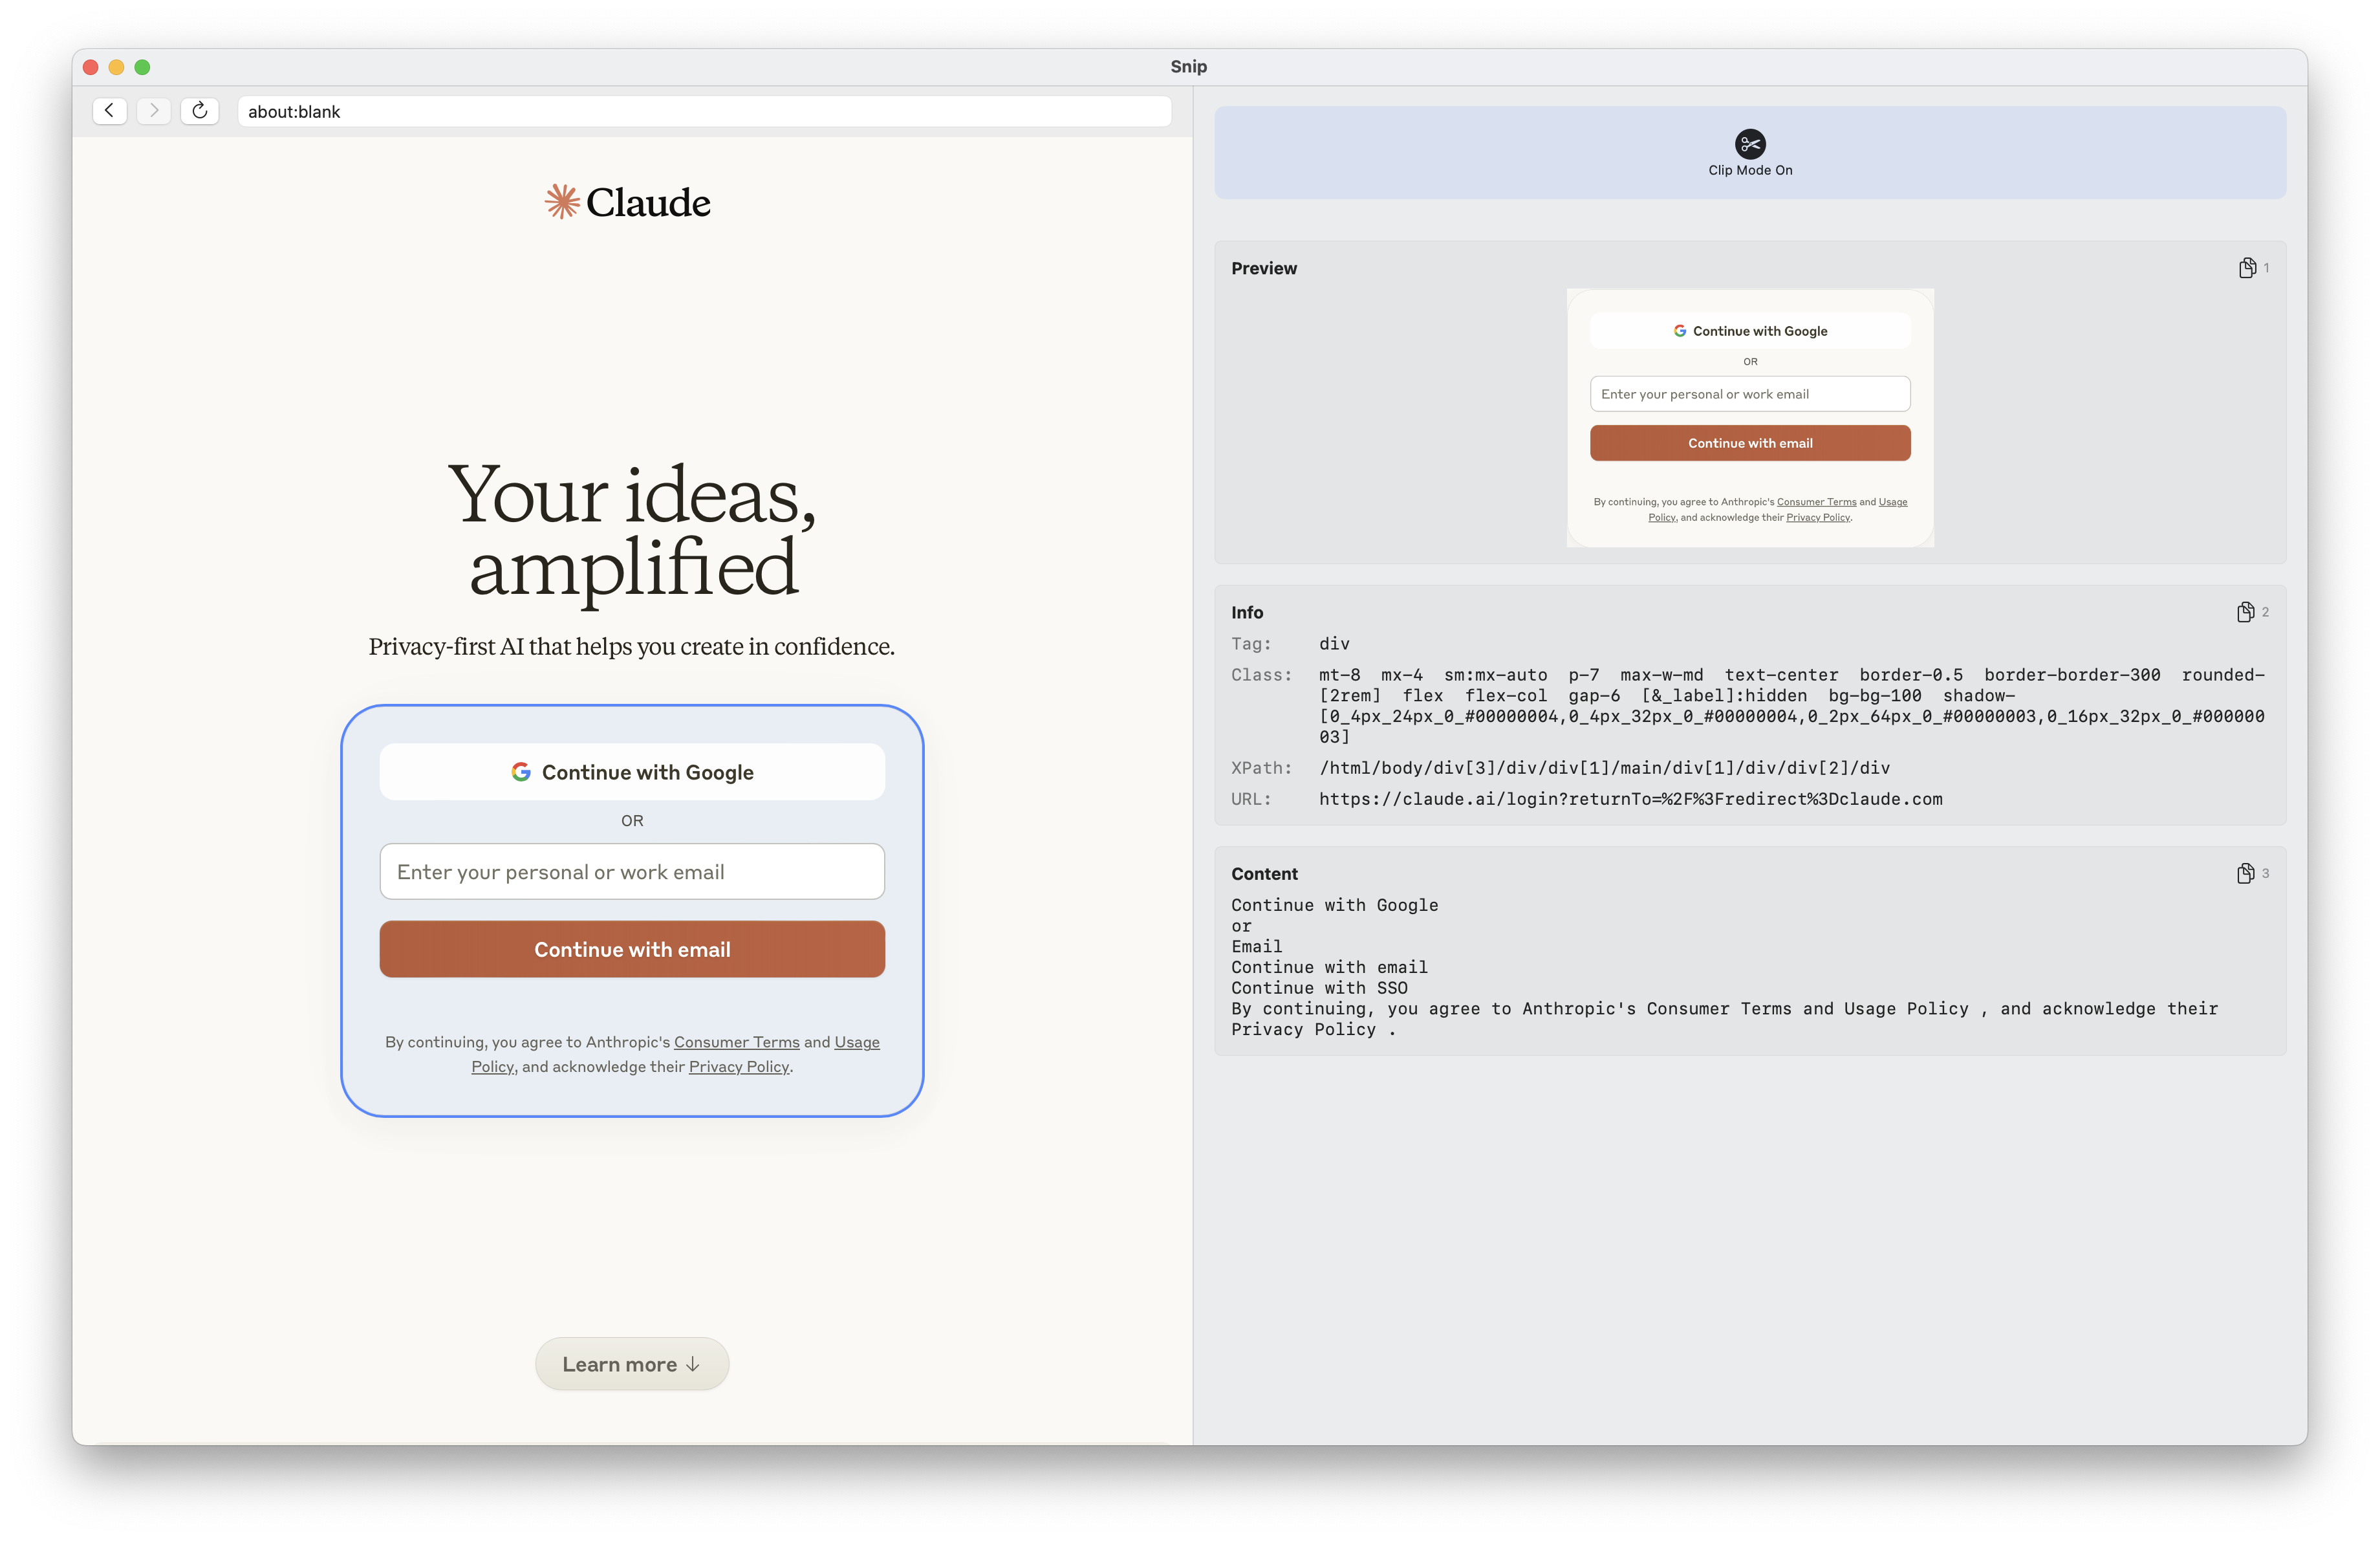 Snip
about:blank
Claude
Your ideas,
amplified
Privacy-first AI that helps you create in confidence.
Continue with Google
OR
Enter your personal or work email
Continue with email
By continuing, you agree to Anthropic's Consumer Terms and Usage
Policy, and acknowledge their Privacy Policy.
Learn more ↓
Clip Mode On
Preview
1
Continue with Google
OR
Enter your personal or work email
Continue with email
By continuing, you agree to Anthropic's Consumer Terms and Usage
Policy, and acknowledge their Privacy Policy.
Info
2
Tag: div
Class: mt-8 mx-4 sm:mx-auto p-7 max-w-md text-center border-0.5 border-border-300 rounded-
[2rem] flex flex-col gap-6 [&_label]:hidden bg-bg-100 shadow-
[0_4px_24px_0_#00000004,0_4px_32px_0_#00000004,0_2px_64px_0_#00000003,0_16px_32px_0_#000000
03]
XPath: /html/body/div[3]/div/div[1]/main/div[1]/div/div[2]/div
URL: https://claude.ai/login?returnTo=%2F%3Fredirect%3Dclaude.com
Content
3
Continue with Google
or
Email
Continue with email
Continue with SSO
By continuing, you agree to Anthropic's Consumer Terms and Usage Policy , and acknowledge their
Privacy Policy .